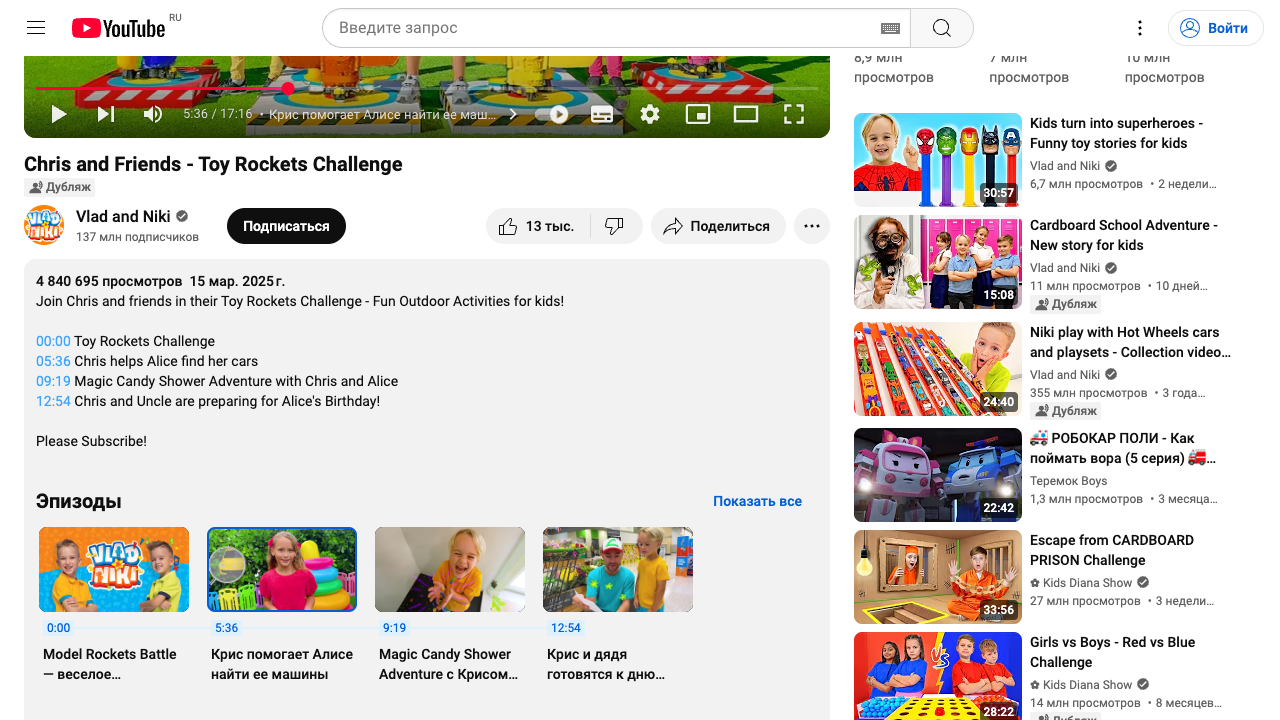 YouTube RU
Введите запрос
Войти
5:36 / 17:16 • Крис помогает Алисе найти ее маш...
Chris and Friends - Toy Rockets Challenge
Дубляж
VLAD & NIKI
Vlad and Niki
137 млн подписчиков
Подписаться
13 тыс.
Поделиться
4 840 695 просмотров 15 мар. 2025 г.
Join Chris and friends in their Toy Rockets Challenge - Fun Outdoor Activities for kids!
00:00 Toy Rockets Challenge
05:36 Chris helps Alice find her cars
09:19 Magic Candy Shower Adventure with Chris and Alice
12:54 Chris and Uncle are preparing for Alice's Birthday!
Please Subscribe!
Эпизоды
Показать все
VLAD & NIKI
0:00
5:36
9:19
12:54
Model Rockets Battle
— веселое...
Крис помогает Алисе
найти ее машины
Magic Candy Shower
Adventure с Крисом...
Крис и дядя
готовятся к дню...
8,9 млн
просмотров
7 млн
просмотров
10 млн
просмотров
30:57
Kids turn into superheroes -
Funny toy stories for kids
Vlad and Niki
6,7 млн просмотров • 2 недели...
15:08
Cardboard School Adventure -
New story for kids
Vlad and Niki
11 млн просмотров • 10 дней...
Дубляж
24:40
Niki play with Hot Wheels cars
and playsets - Collection video...
Vlad and Niki
355 млн просмотров • 3 года...
Дубляж
22:42
🚑 РОБОКАР ПОЛИ - Как
поймать вора (5 серия) 🚒...
Теремок Boys
1,3 млн просмотров • 3 месяца...
33:56
Escape from CARDBOARD
PRISON Challenge
✿ Kids Diana Show
27 млн просмотров • 3 недели...
VS
28:22
Girls vs Boys - Red vs Blue
Challenge
✿ Kids Diana Show
14 млн просмотров • 8 месяцев...
Дубляж